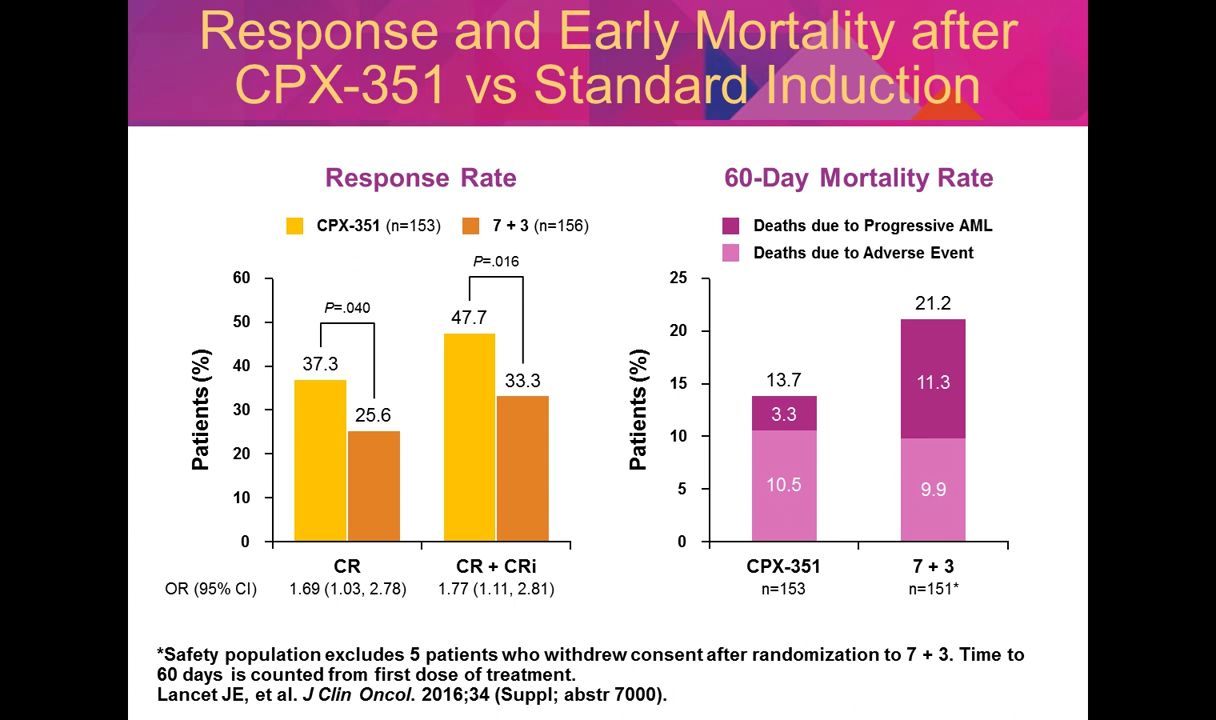 Response and Early Mortality after
CPX-351 vs Standard Induction
Response Rate
CPX-351 (n=153) 7 + 3 (n=156)
Patients (%)
60
50
40
30
20
10
0
P=.040
37.3
25.6
P=.016
47.7
33.3
CR CR + CRi
OR (95% CI) 1.69 (1.03, 2.78) 1.77 (1.11, 2.81)
60-Day Mortality Rate
Deaths due to Progressive AML
Deaths due to Adverse Event
Patients (%)
25
20
15
10
5
0
13.7
3.3
10.5
21.2
11.3
9.9
CPX-351 7 + 3
n=153 n=151*
*Safety population excludes 5 patients who withdrew consent after randomization to 7 + 3. Time to
60 days is counted from first dose of treatment.
Lancet JE, et al. J Clin Oncol. 2016;34 (Suppl; abstr 7000).